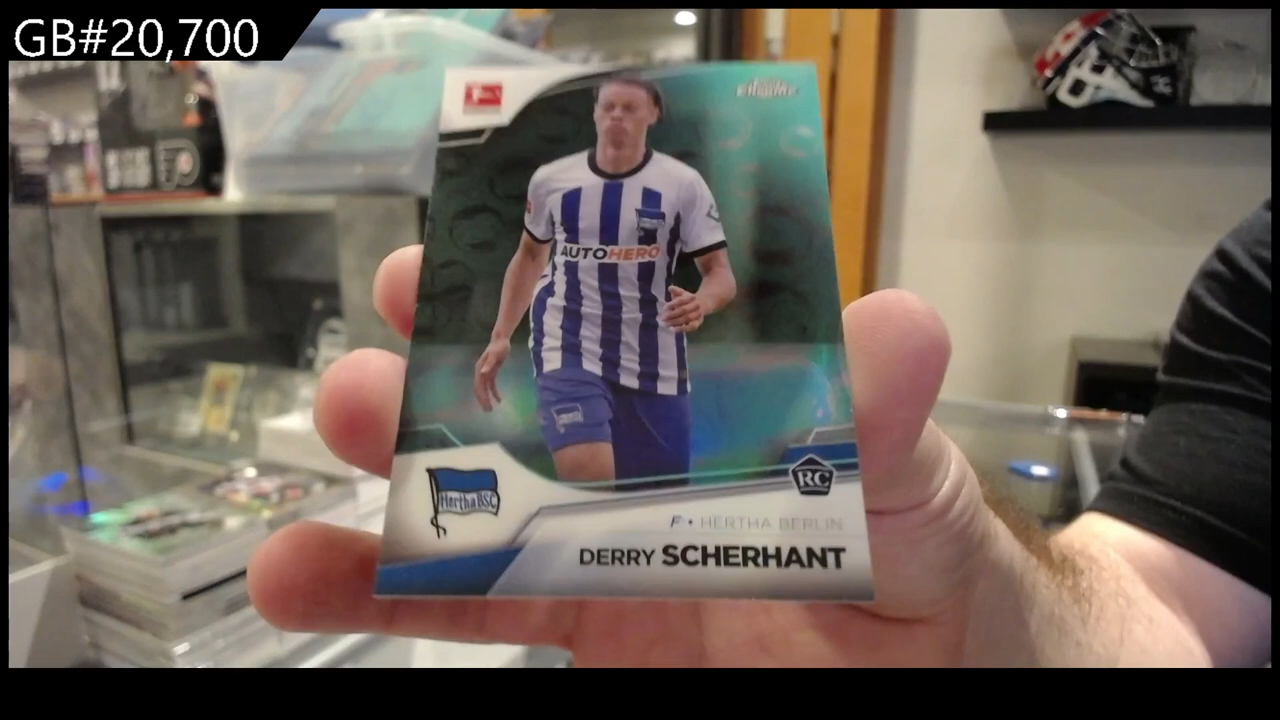 GB#20,700
CHROME
AUTOHERO
Hertha BSC
RC
F • HERTHA BERLIN
DERRY SCHERHANT